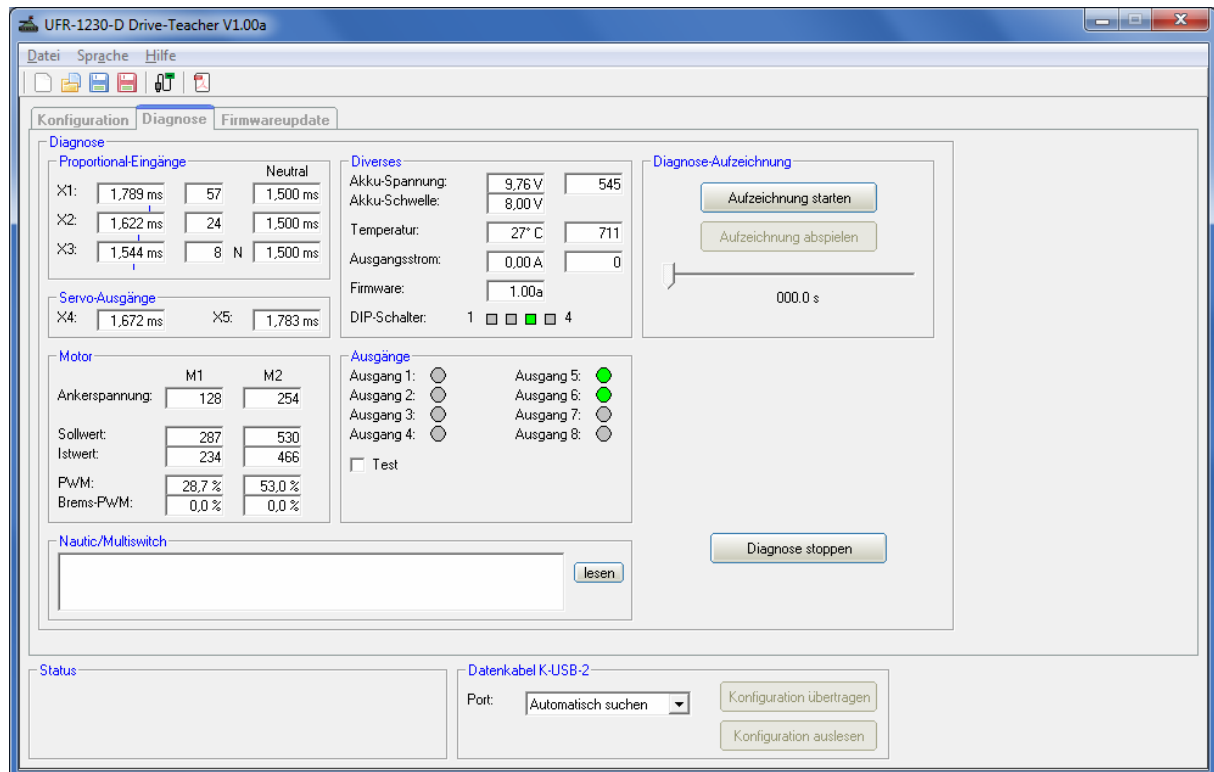 UFR-1230-D Drive-Teacher V1.00a
Datei Sprache Hilfe
Konfiguration Diagnose Firmwareupdate
Diagnose
Proportional-Eingänge
Neutral
X1: 1,789 ms 57 1,500 ms
X2: 1,622 ms 24 1,500 ms
X3: 1,544 ms 8 N 1,500 ms
Servo-Ausgänge
X4: 1,672 ms X5: 1,783 ms
Diverses
Akku-Spannung: 9,76 V 545
Akku-Schwelle: 8,00 V
Temperatur: 27° C 711
Ausgangsstrom: 0,00 A 0
Firmware: 1.00a
DIP-Schalter: 1 4
Diagnose-Aufzeichnung
Aufzeichnung starten
Aufzeichnung abspielen
000.0 s
Motor
M1 M2
Ankerspannung: 128 254
Sollwert: 287 530
Istwert: 234 466
PWM: 28,7 % 53,0 %
Brems-PWM: 0,0 % 0,0 %
Ausgänge
Ausgang 1: Ausgang 5:
Ausgang 2: Ausgang 6:
Ausgang 3: Ausgang 7:
Ausgang 4: Ausgang 8:
Test
Nautic/Multiswitch
lesen
Diagnose stoppen
Status
Datenkabel K-USB-2
Port: Automatisch suchen
Konfiguration übertragen
Konfiguration auslesen